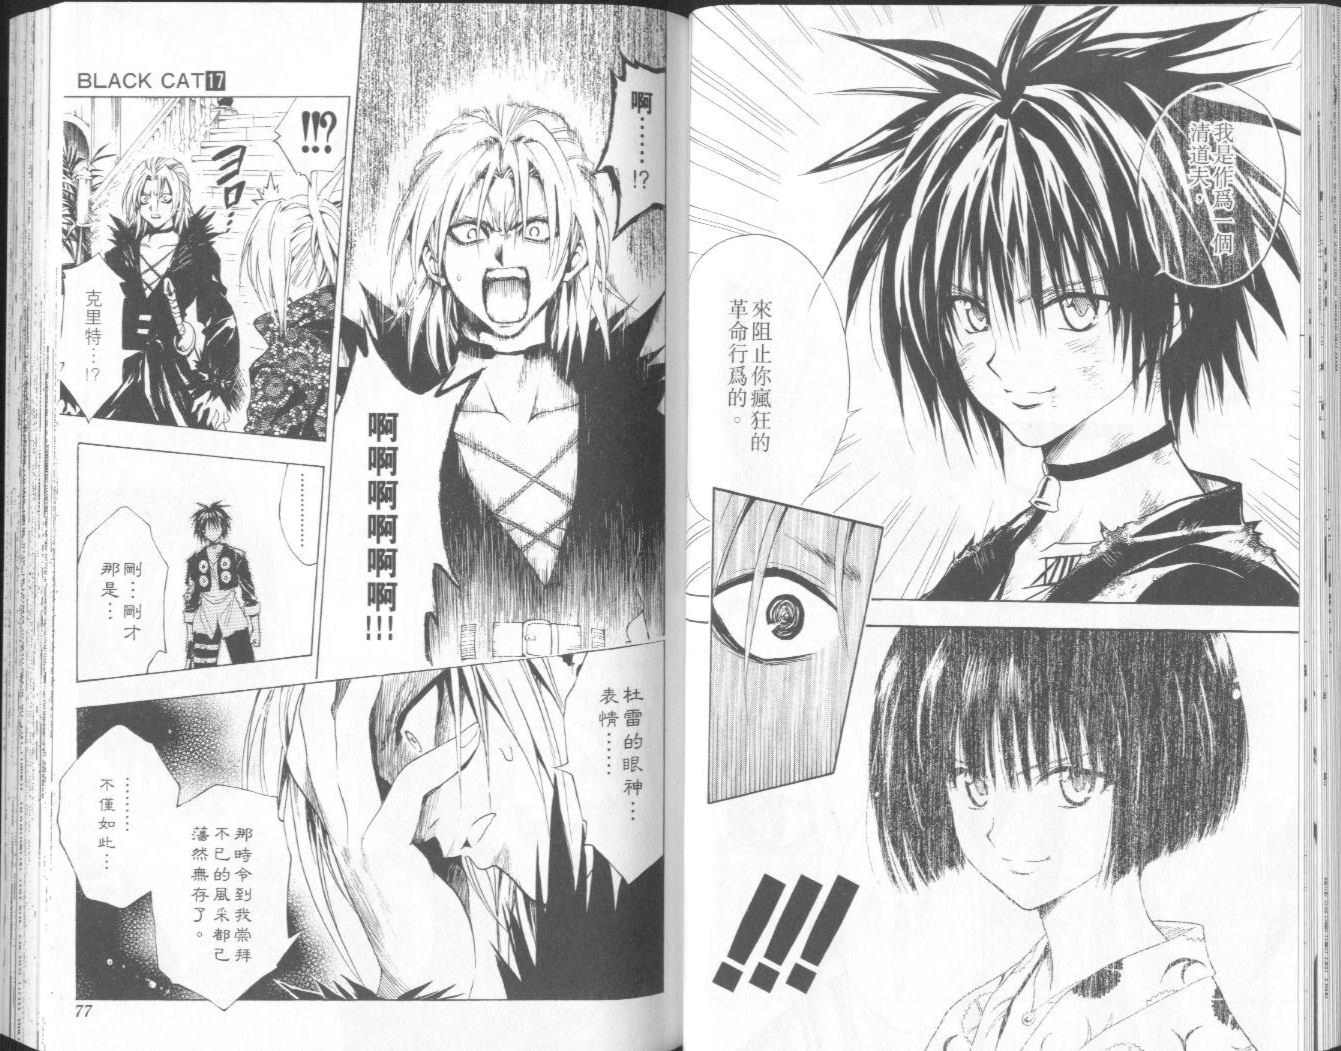 我是作爲一個
清道夫，
來阻止你瘋狂的
革命行爲的。
!!!
BLACK CAT 17
啊……!?
啊啊啊啊啊啊!!!
!!?
ヨロ…
克里特…!?
…………
剛…剛才
那是…
杜雷的眼神…
表情……
那時令到我崇拜
不已的風采都已
蕩然無存了。
………
不僅如此…
77